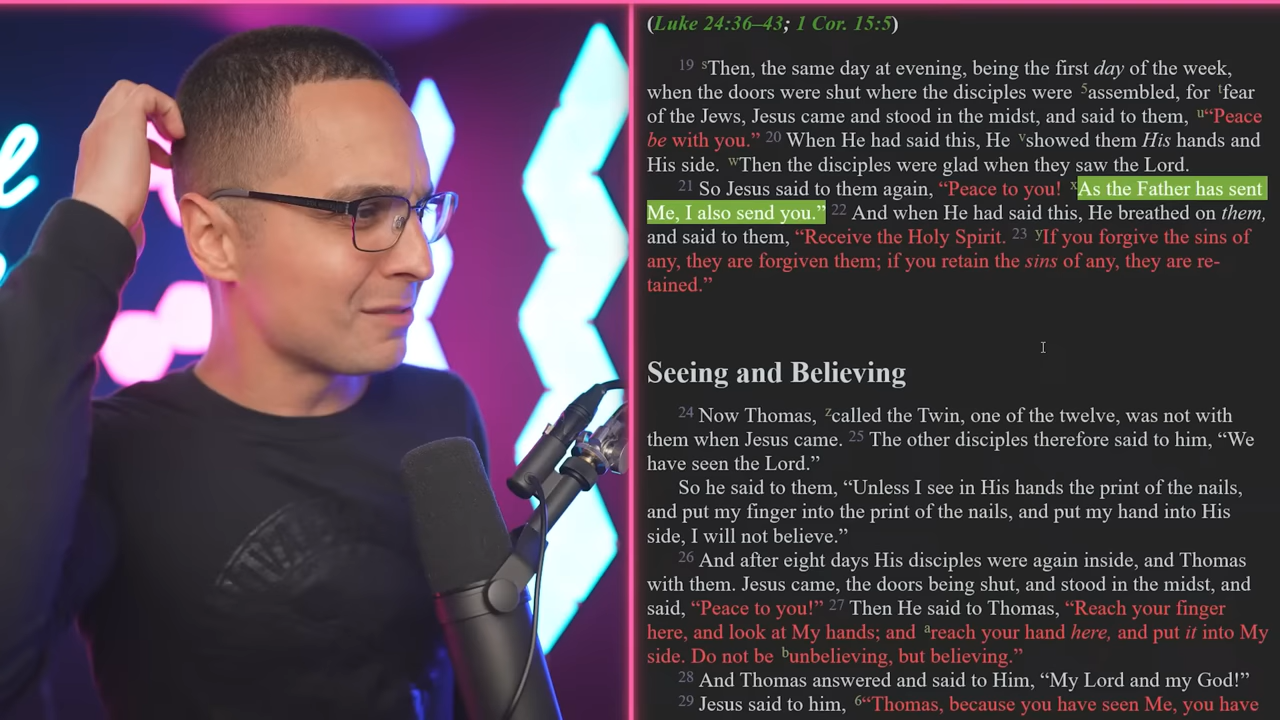 (Luke 24:36–43; 1 Cor. 15:5)
19 sThen, the same day at evening, being the first day of the week,
when the doors were shut where the disciples were 5assembled, for tfear
of the Jews, Jesus came and stood in the midst, and said to them, u“Peace
be with you.” 20 When He had said this, He vshowed them His hands and
His side. wThen the disciples were glad when they saw the Lord.
21 So Jesus said to them again, “Peace to you! xAs the Father has sent
Me, I also send you.” 22 And when He had said this, He breathed on them,
and said to them, “Receive the Holy Spirit. 23 yIf you forgive the sins of
any, they are forgiven them; if you retain the sins of any, they are re-
tained.”
Seeing and Believing
24 Now Thomas, zcalled the Twin, one of the twelve, was not with
them when Jesus came. 25 The other disciples therefore said to him, “We
have seen the Lord.”
So he said to them, “Unless I see in His hands the print of the nails,
and put my finger into the print of the nails, and put my hand into His
side, I will not believe.”
26 And after eight days His disciples were again inside, and Thomas
with them. Jesus came, the doors being shut, and stood in the midst, and
said, “Peace to you!” 27 Then He said to Thomas, “Reach your finger
here, and look at My hands; and areach your hand here, and put it into My
side. Do not be bunbelieving, but believing.”
28 And Thomas answered and said to Him, “My Lord and my God!”
29 Jesus said to him, 6“Thomas, because you have seen Me, you have